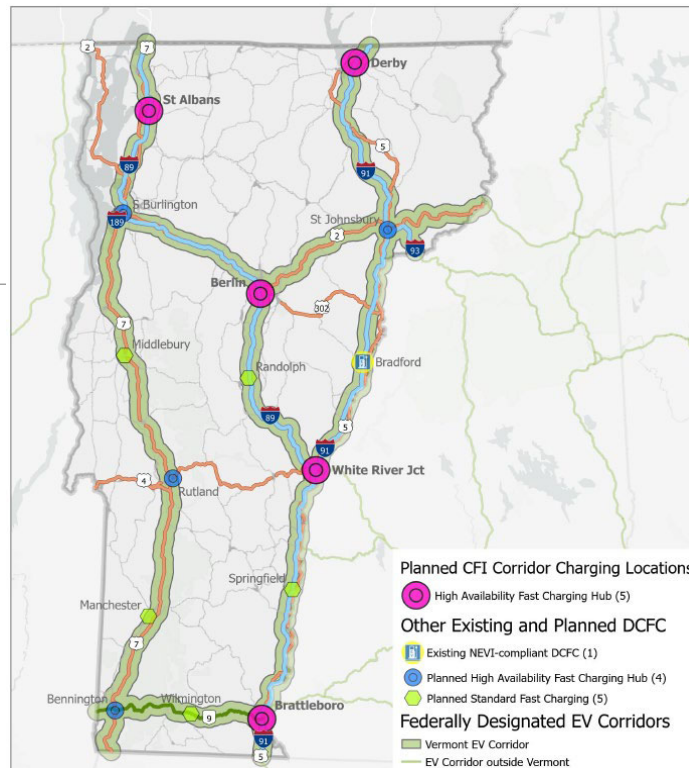 2
7
Derby
St Albans
5
89
91
S Burlington
189
St Johnsbury
2
93
Berlin
302
7
Middlebury
Bradford
Randolph
89
5
91
White River Jct
4
Rutland
Springfield
Manchester
7
Bennington
Wilmington
9
Brattleboro
91
5
Planned CFI Corridor Charging Locations
High Availability Fast Charging Hub (5)
Other Existing and Planned DCFC
Existing NEVI-compliant DCFC (1)
Planned High Availability Fast Charging Hub (4)
Planned Standard Fast Charging (5)
Federally Designated EV Corridors
Vermont EV Corridor
EV Corridor outside Vermont